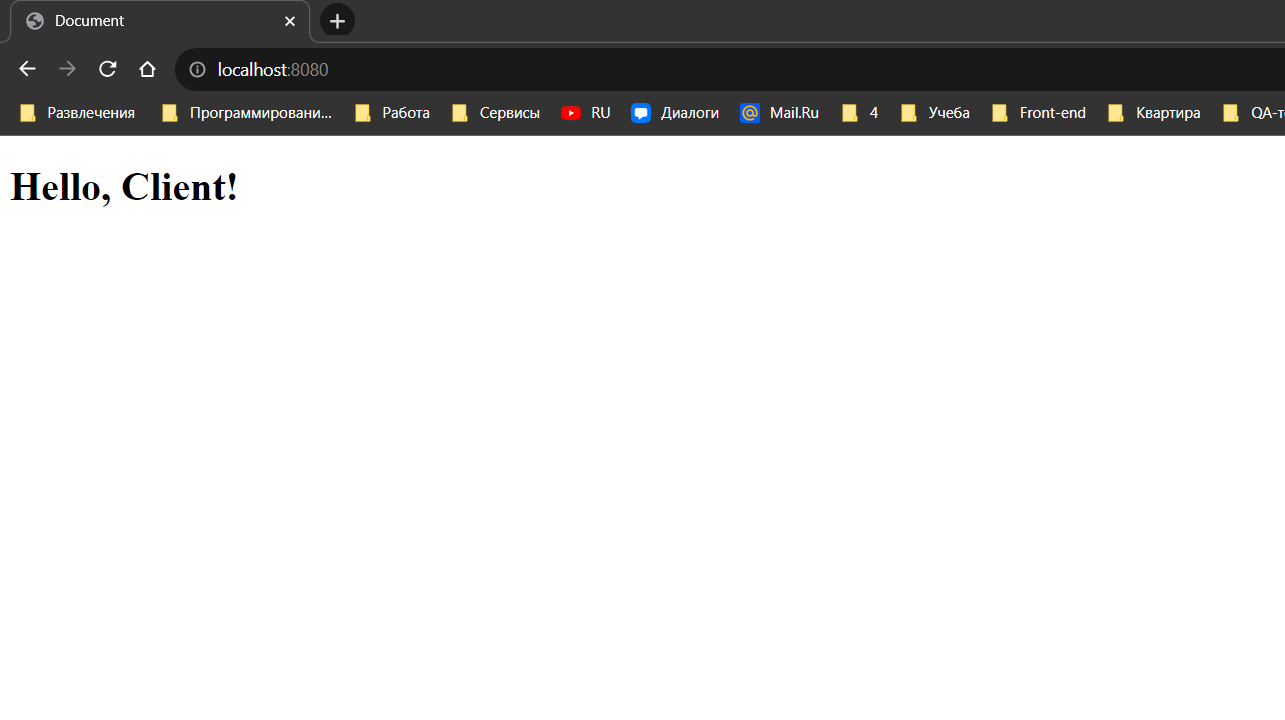 Document
localhost:8080
Развлечения Программировани... Работа Сервисы RU Диалоги Mail.Ru 4 Учеба Front-end Квартира QA-т
Hello, Client!